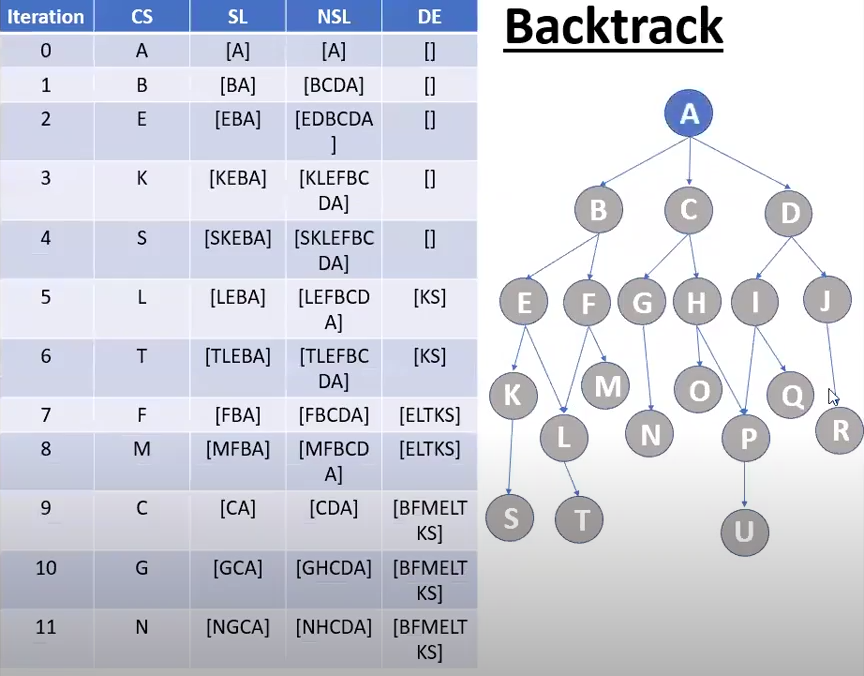 Iteration CS SL NSL DE
0 A [A] [A] []
1 B [BA] [BCDA] []
2 E [EBA] [EDBCDA
] []
3 K [KEBA] [KLEFBC
DA] []
4 S [SKEBA] [SKLEFBC
DA] []
5 L [LEBA] [LEFBCD
A] [KS]
6 T [TLEBA] [TLEFBC
DA] [KS]
7 F [FBA] [FBCDA] [ELTKS]
8 M [MFBA] [MFBCD
A] [ELTKS]
9 C [CA] [CDA] [BFMELT
KS]
10 G [GCA] [GHCDA] [BFMELT
KS]
11 N [NGCA] [NHCDA] [BFMELT
KS]
Backtrack
A
B C D
E F G H I J
K M O Q
L N P R
S T U